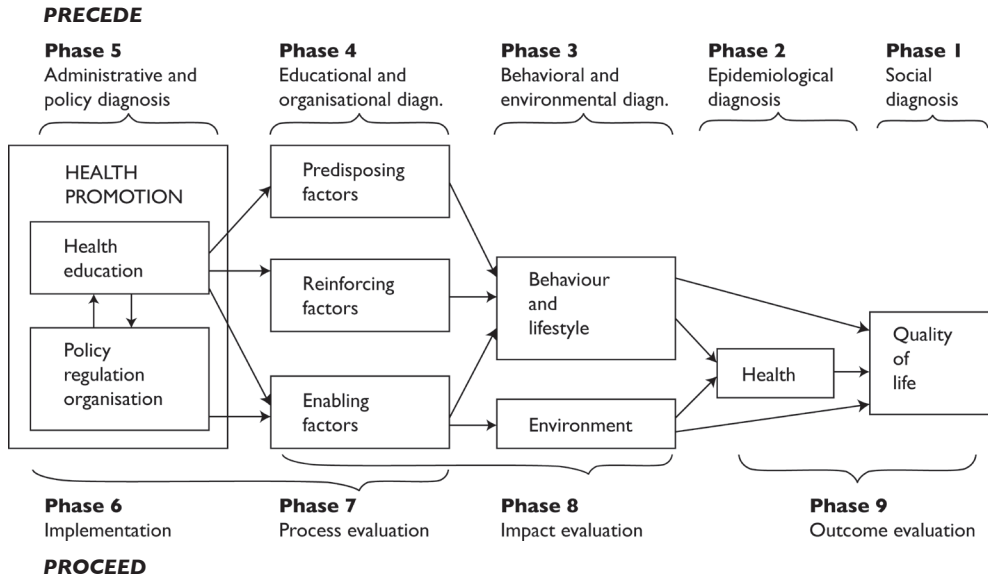 PRECEDE
Phase 5
Administrative and
policy diagnosis
Phase 4
Educational and
organisational diagn.
Phase 3
Behavioral and
environmental diagn.
Phase 2
Epidemiological
diagnosis
Phase 1
Social
diagnosis
HEALTH
PROMOTION
Health
education
Policy
regulation
organisation
Predisposing
factors
Reinforcing
factors
Enabling
factors
Behaviour
and
lifestyle
Environment
Health
Quality
of
life
Phase 6
Implementation
Phase 7
Process evaluation
Phase 8
Impact evaluation
Phase 9
Outcome evaluation
PROCEED